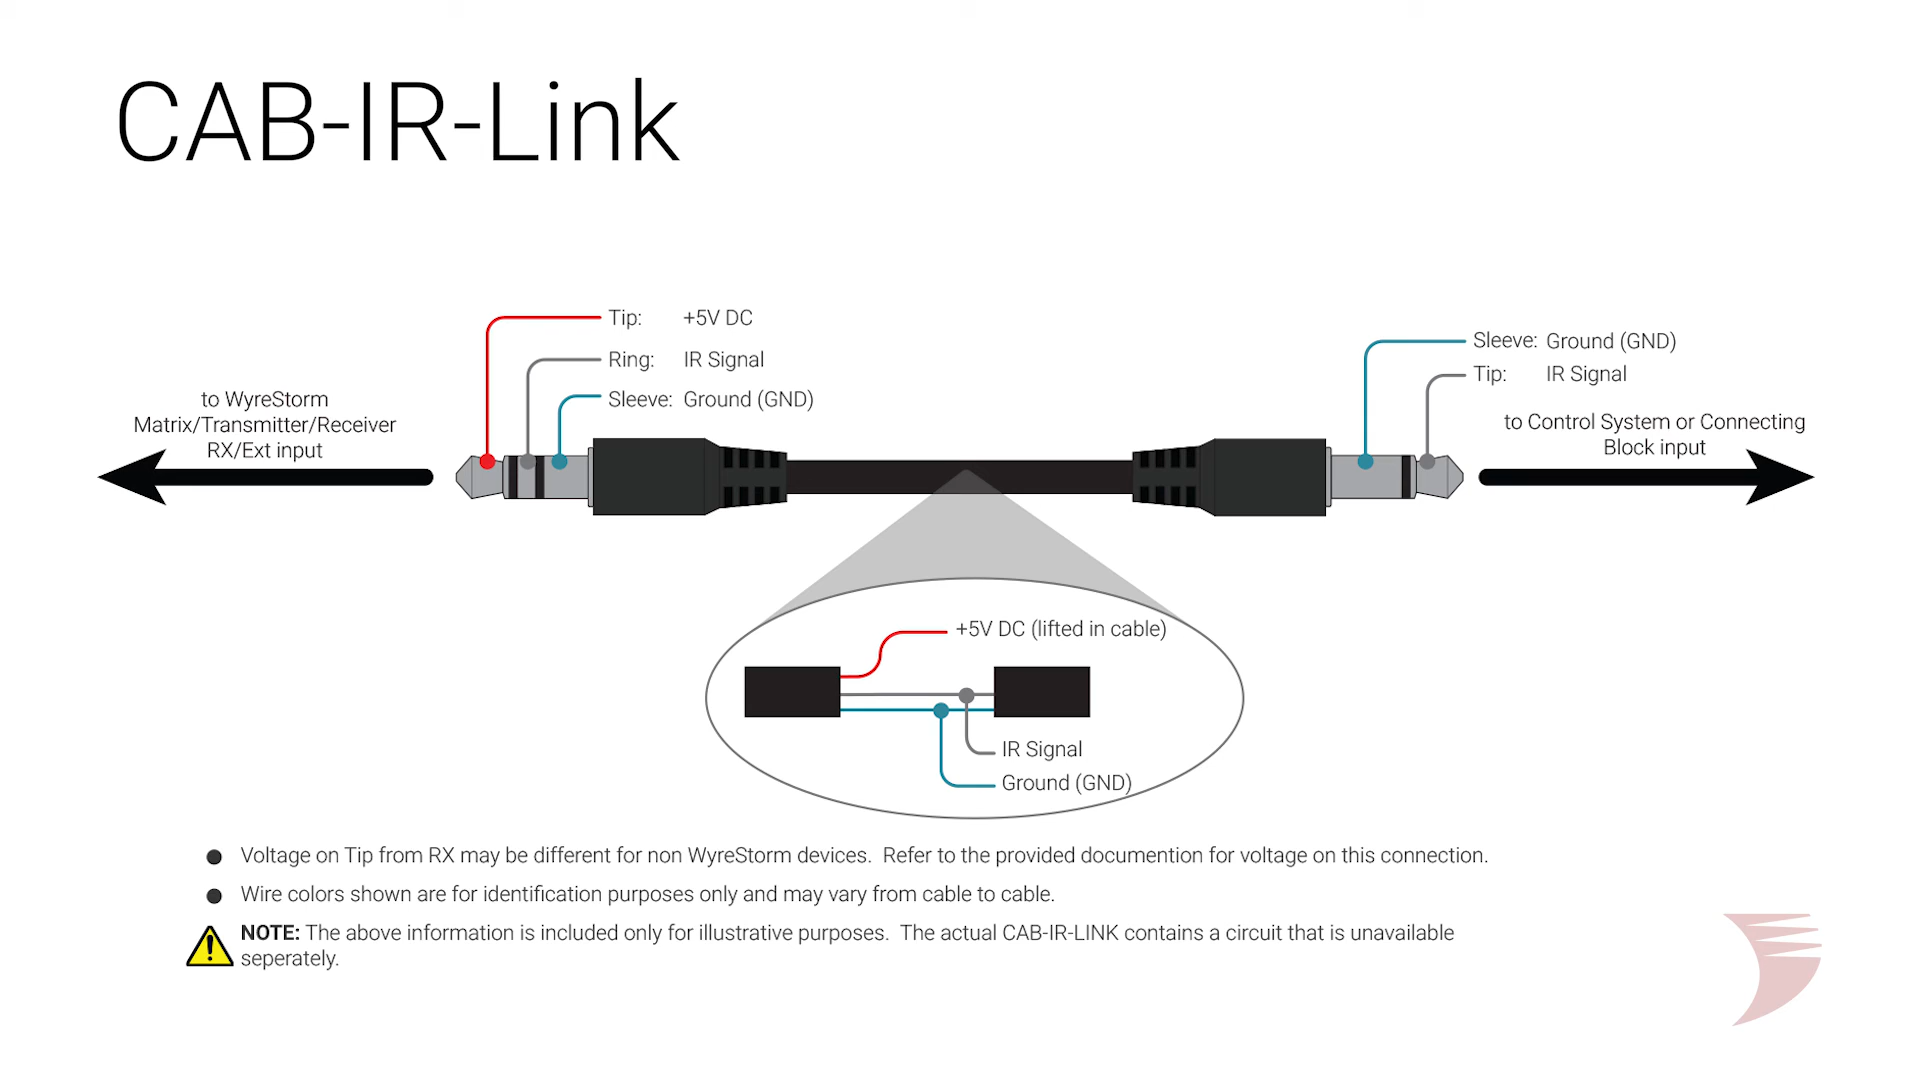 CAB-IR-Link
Tip: +5V DC
Ring: IR Signal
Sleeve: Ground (GND)
to WyreStorm
Matrix/Transmitter/Receiver
RX/Ext input
Sleeve: Ground (GND)
Tip: IR Signal
to Control System or Connecting
Block input
+5V DC (lifted in cable)
IR Signal
Ground (GND)
Voltage on Tip from RX may be different for non WyreStorm devices. Refer to the provided documention for voltage on this connection.
Wire colors shown are for identification purposes only and may vary from cable to cable.
NOTE: The above information is included only for illustrative purposes. The actual CAB-IR-LINK contains a circuit that is unavailable
seperately.